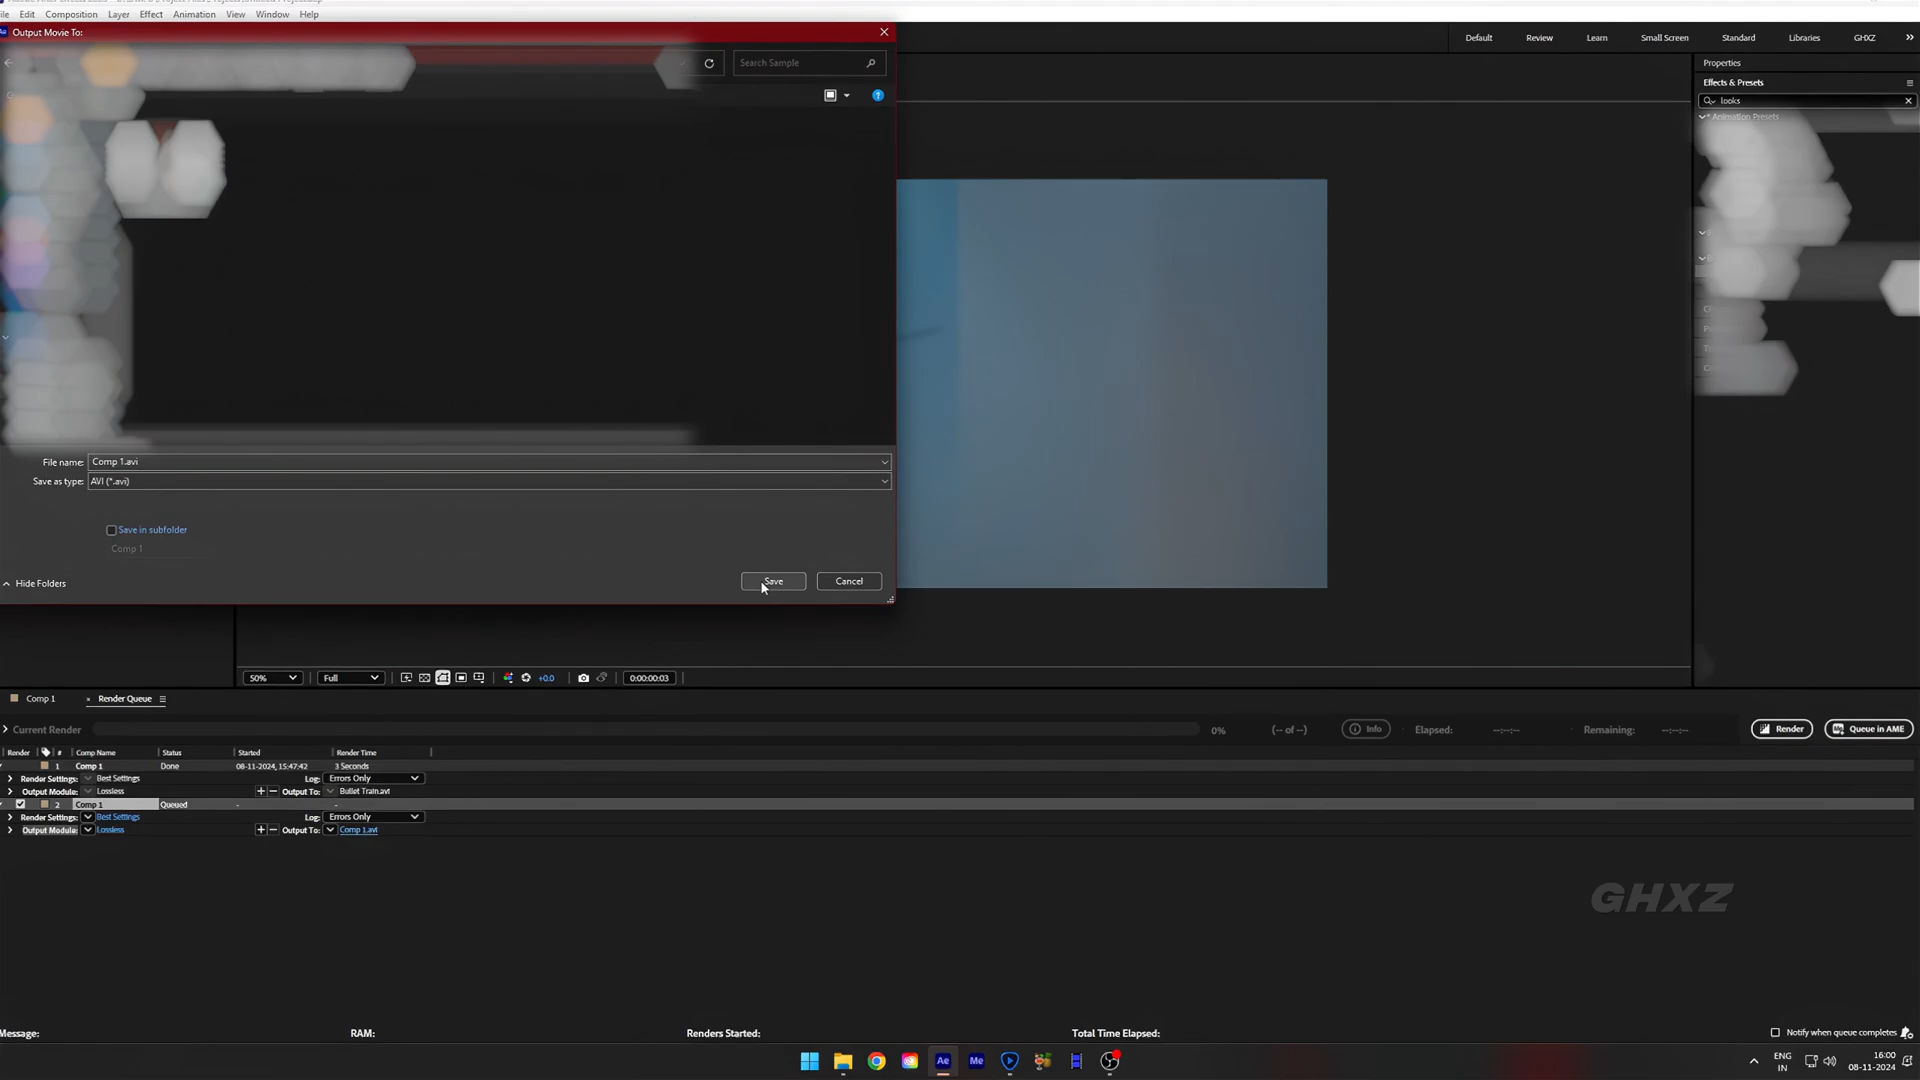 File Edit Composition Layer Effect Animation View Window Help
Output Movie To:
Default Review Learn Small Screen Standard Libraries GHXZ
Search Sample
Properties
Effects & Presets
looks
* Animation Presets
File name: Comp 1.avi
Save as type: AVI (*.avi)
Save in subfolder
Comp 1
Hide Folders
Save
Cancel
50% Full +0.0 0:00:00:03
Comp 1 Render Queue
Current Render 0% (-- of --) Info Elapsed: --:--:-- Remaining: --:--:-- Render Queue in AME
Render # Comp Name Status Started Render Time
1 Comp 1 Done 08-11-2024, 15:47:42 3 Seconds
Render Settings: Best Settings Log: Errors Only
Output Module: Lossless + — Output To: Bullet Train.avi
2 Comp 1 Queued - -
Render Settings: Best Settings Log: Errors Only
Output Module: Lossless + — Output To: Comp 1.avi
GHXZ
Message: RAM: Renders Started: Total Time Elapsed: Notify when queue completes
Ae Me
ENG
IN
16:00
08-11-2024